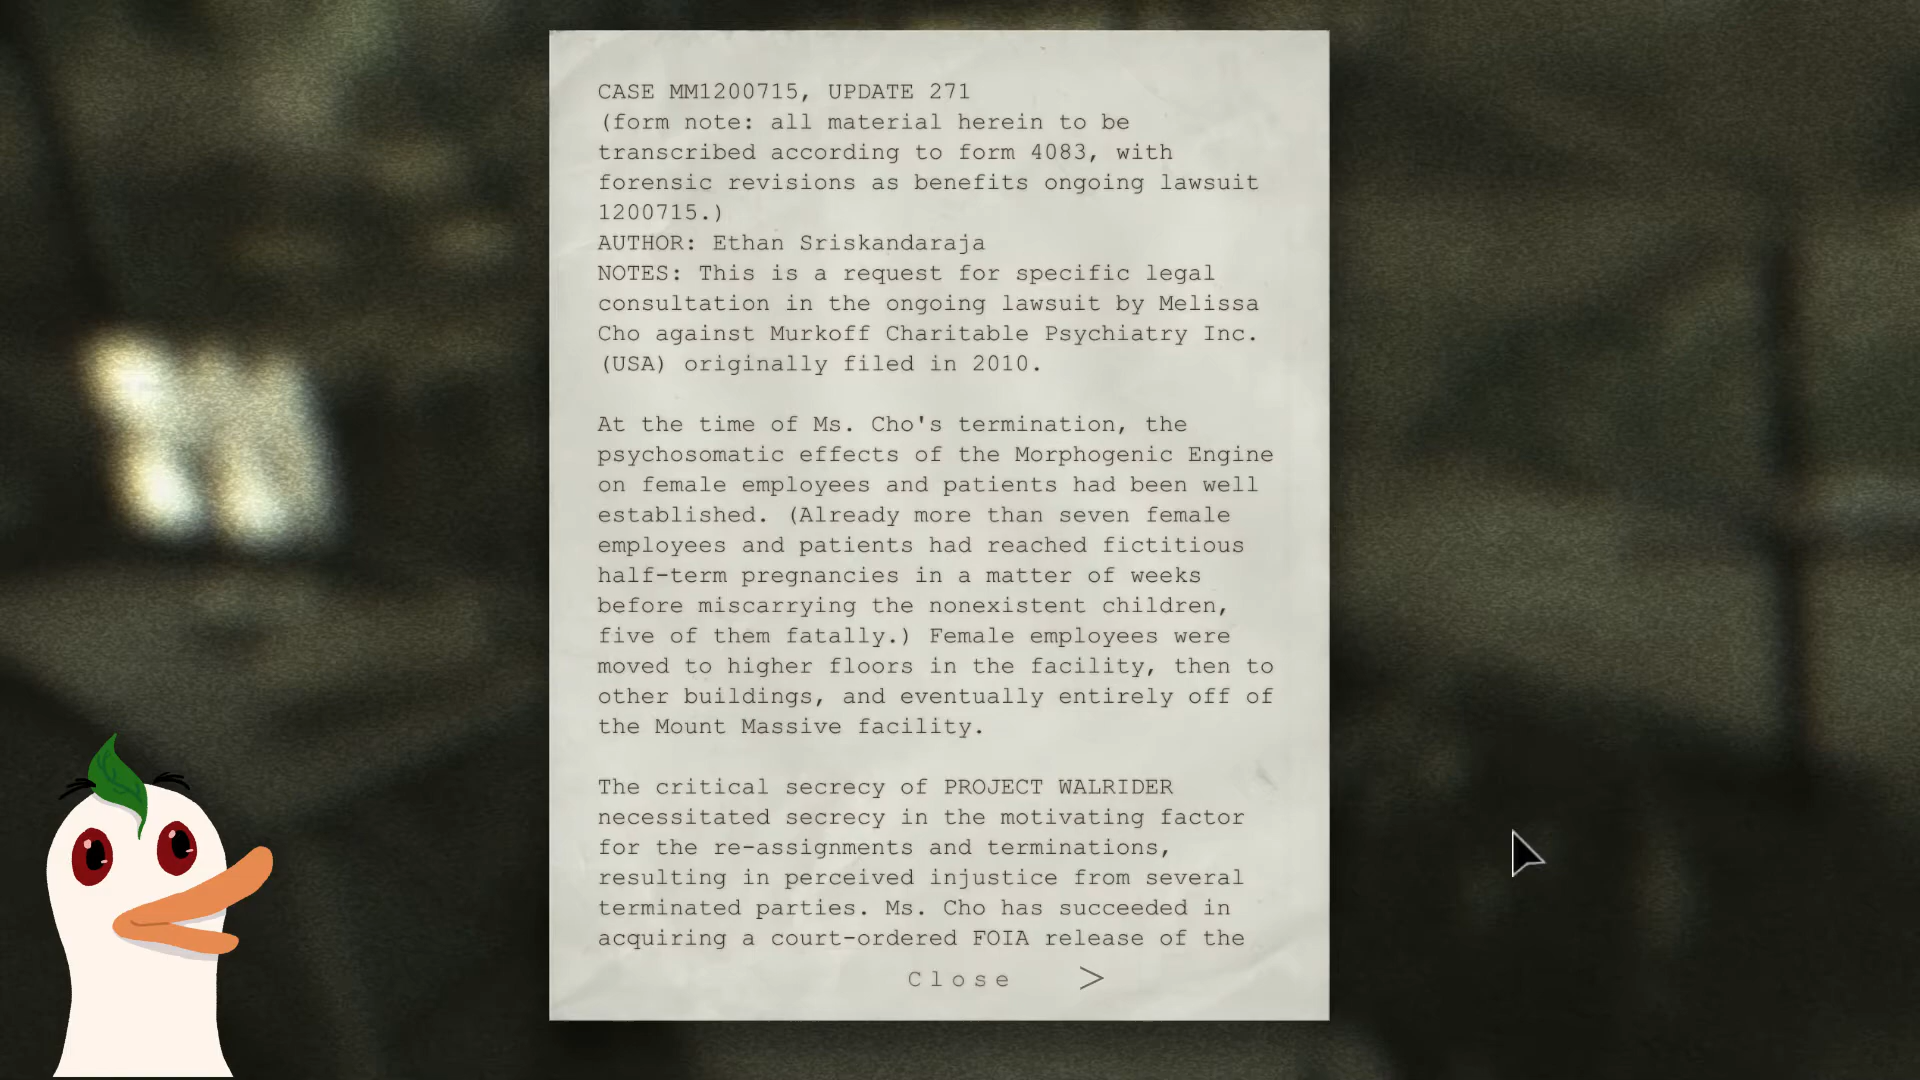 CASE MM1200715, UPDATE 271
(form note: all material herein to be
transcribed according to form 4083, with
forensic revisions as benefits ongoing lawsuit
1200715.)
AUTHOR: Ethan Sriskandaraja
NOTES: This is a request for specific legal
consultation in the ongoing lawsuit by Melissa
Cho against Murkoff Charitable Psychiatry Inc.
(USA) originally filed in 2010.
At the time of Ms. Cho's termination, the
psychosomatic effects of the Morphogenic Engine
on female employees and patients had been well
established. (Already more than seven female
employees and patients had reached fictitious
half-term pregnancies in a matter of weeks
before miscarrying the nonexistent children,
five of them fatally.) Female employees were
moved to higher floors in the facility, then to
other buildings, and eventually entirely off of
the Mount Massive facility.
The critical secrecy of PROJECT WALRIDER
necessitated secrecy in the motivating factor
for the re-assignments and terminations,
resulting in perceived injustice from several
terminated parties. Ms. Cho has succeeded in
acquiring a court-ordered FOIA release of the
Close >